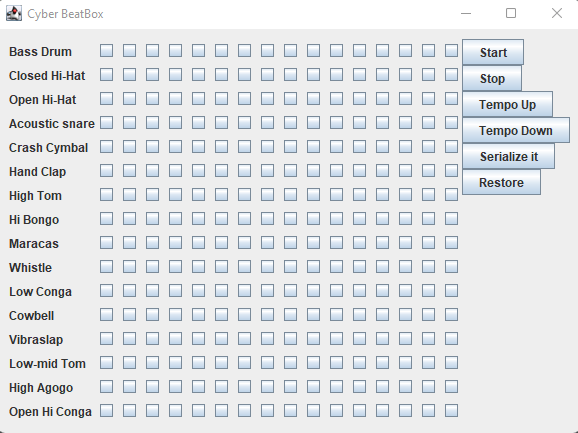 Cyber BeatBox
Bass Drum
Closed Hi-Hat
Open Hi-Hat
Acoustic snare
Crash Cymbal
Hand Clap
High Tom
Hi Bongo
Maracas
Whistle
Low Conga
Cowbell
Vibraslap
Low-mid Tom
High Agogo
Open Hi Conga
Start
Stop
Tempo Up
Tempo Down
Serialize it
Restore